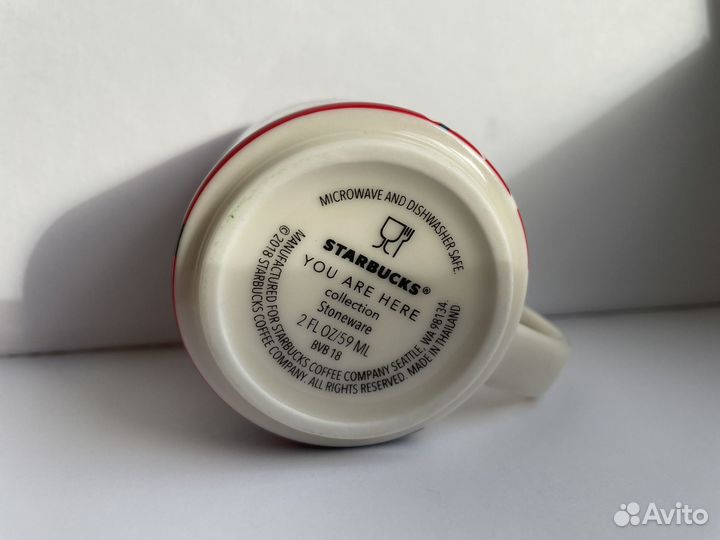 MICROWAVE AND DISHWASHER SAFE.
STARBUCKS®
YOU ARE HERE
collection
Stoneware
2 FL OZ/59 ML
BVB 18
MANUFACTURED FOR STARBUCKS COFFEE COMPANY SEATTLE, WA 98134.
© 2018 STARBUCKS COFFEE COMPANY. ALL RIGHTS RESERVED. MADE IN THAILAND
Avito